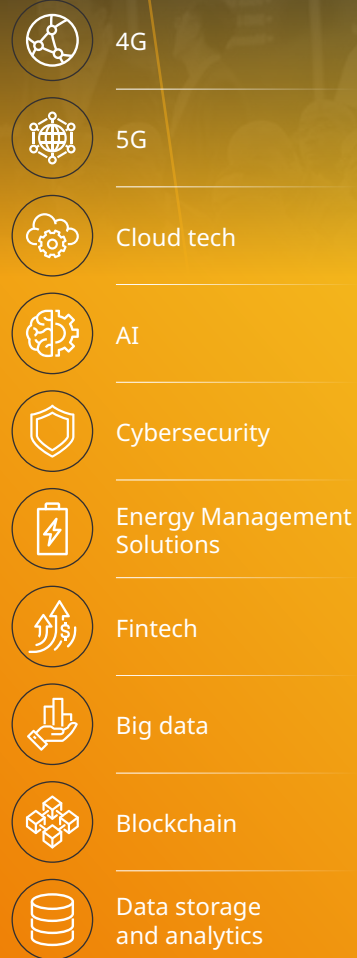 4G
5G
Cloud tech
AI
Cybersecurity
Energy Management
Solutions
Fintech
Big data
Blockchain
Data storage
and analytics